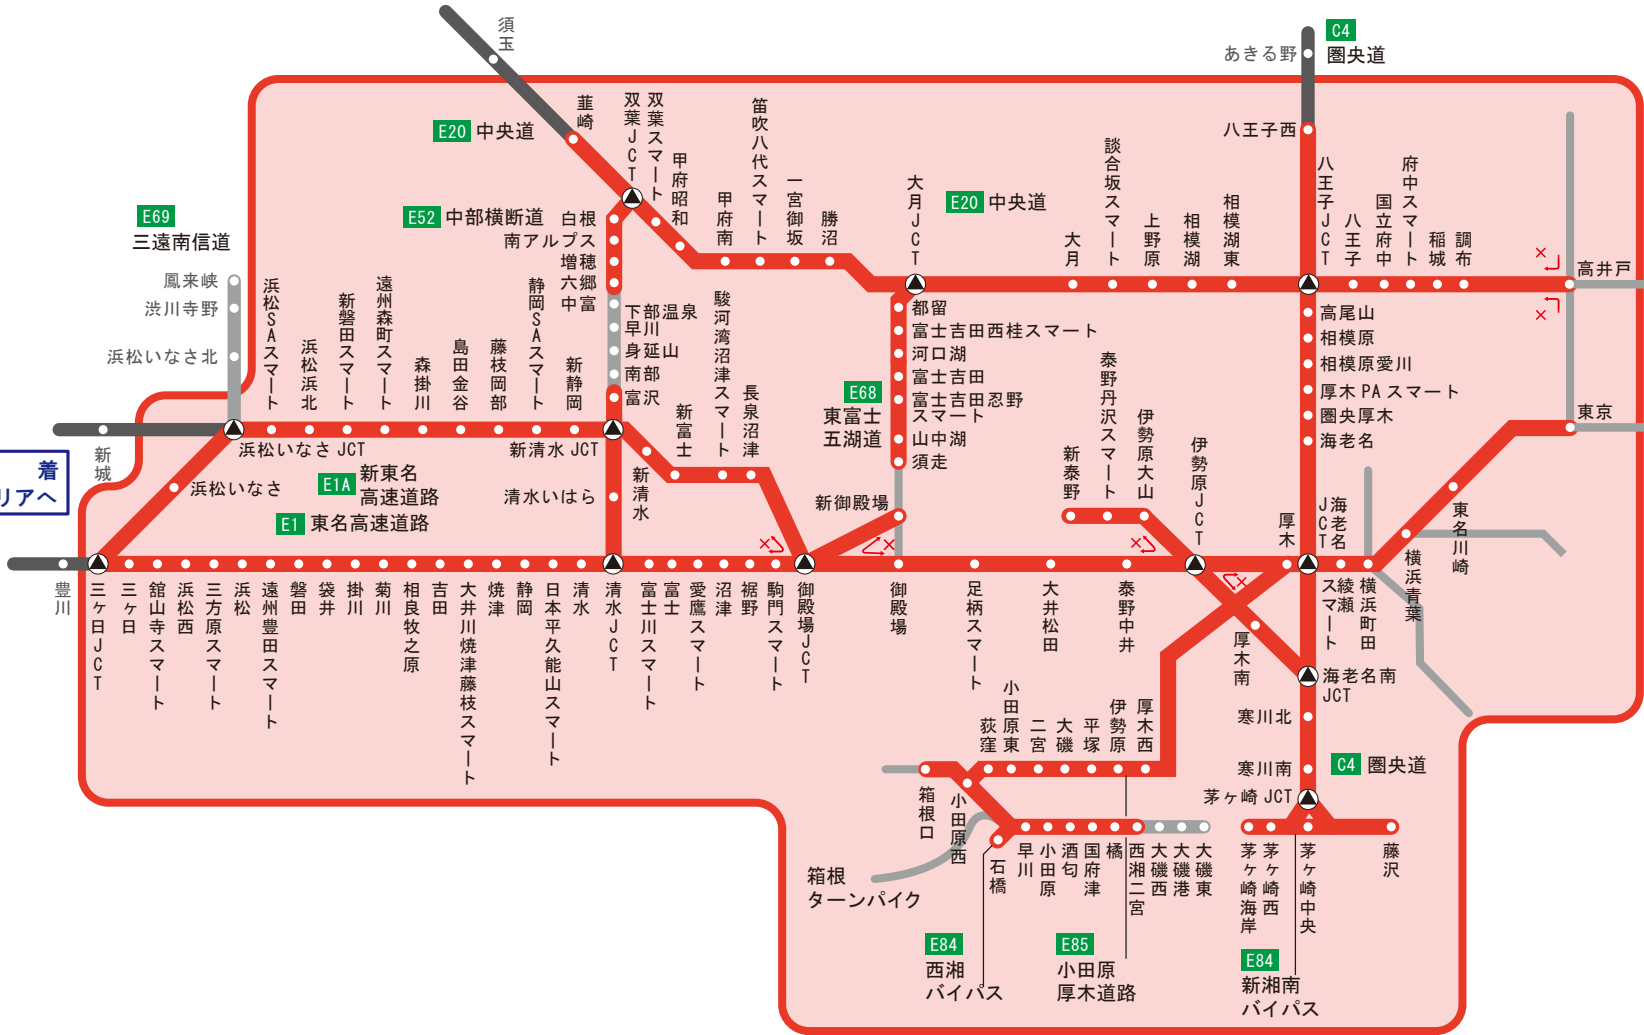 須玉
C4
圏央道
あきる野
E20 中央道
韮崎
双葉JCT
双葉スマート
甲府昭和
甲府南
笛吹八代スマート
一宮御坂
勝沼
大月JCT
E20 中央道
大月
談合坂スマート
上野原
相模湖
相模湖東
八王子西
八王子JCT
八王子
国立府中
府中スマート
稲城
調布
高井戸
E69
三遠南信道
鳳来峡
渋川寺野
浜松いなさ北
E52 中部横断道
白根
南アルプス
増穂
六郷
中富
下部温泉
早川
身延山
南部
富沢
都留
富士吉田西桂スマート
河口湖
富士吉田
富士吉田忍野
スマート
山中湖
須走
E68
東富士
五湖道
高尾山
相模原
相模原愛川
厚木PAスマート
圏央厚木
海老名
東京
浜松SAスマート
浜松浜北
新磐田スマート
遠州森町スマート
森掛川
島田金谷
藤枝岡部
静岡SAスマート
新静岡
新富士
駿河湾沼津スマート
長泉沼津
新城
浜松いなさJCT
新清水JCT
新清水
着
リアへ
浜松いなさ
E1A 新東名
高速道路
清水いはら
E1 東名高速道路
新御殿場
新秦野
秦野丹沢スマート
伊勢原大山
伊勢原JCT
厚木
海老名
JCT
東名川崎
横浜青葉
豊川
三ヶ日JCT
三ヶ日
舘山寺スマート
浜松西
三方原スマート
浜松
遠州豊田スマート
磐田
袋井
掛川
菊川
相良牧之原
吉田
大井川焼津藤枝スマート
焼津
静岡
日本平久能山スマート
清水
清水JCT
富士川スマート
富士
愛鷹スマート
沼津
裾野
駒門スマート
御殿場JCT
御殿場
足柄スマート
大井松田
秦野中井
厚木南
綾瀬
スマート
横浜町田
海老名南
JCT
寒川北
寒川南
C4 圏央道
茅ヶ崎JCT
荻窪
小田原東
二宮
大磯
平塚
伊勢原
厚木西
箱根口
小田原西
石橋
早川
小田原
酒匂
国府津
橘
西湘二宮
大磯西
大磯港
大磯東
茅ヶ崎海岸
茅ヶ崎西
茅ヶ崎中央
藤沢
箱根
ターンパイク
E84
西湘
バイパス
E85
小田原
厚木道路
E84
新湘南
バイパス